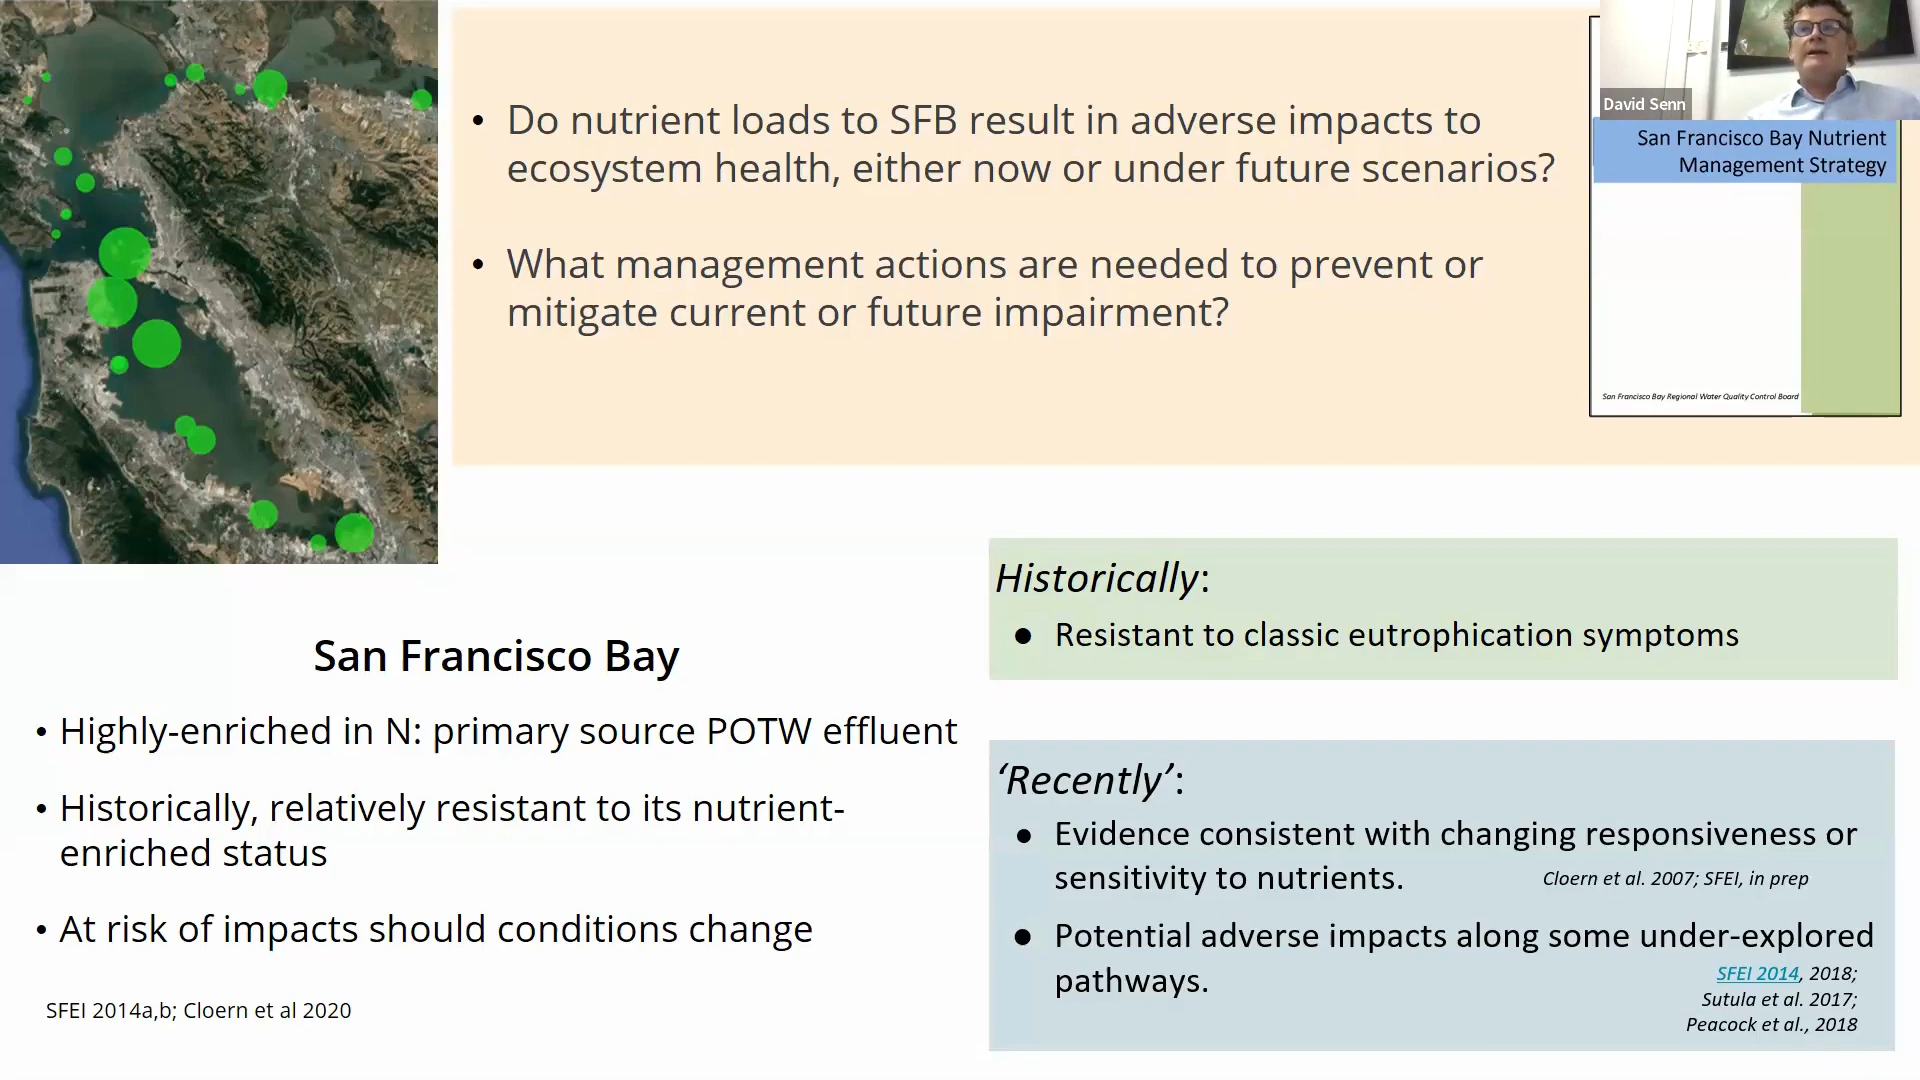 • Do nutrient loads to SFB result in adverse impacts to
ecosystem health, either now or under future scenarios?
• What management actions are needed to prevent or
mitigate current or future impairment?
David Senn
San Francisco Bay Nutrient
Management Strategy
San Francisco Bay Regional Water Quality Control Board
San Francisco Bay
• Highly-enriched in N: primary source POTW effluent
• Historically, relatively resistant to its nutrient-
enriched status
• At risk of impacts should conditions change
SFEI 2014a,b; Cloern et al 2020
Historically:
● Resistant to classic eutrophication symptoms
‘Recently’:
● Evidence consistent with changing responsiveness or
sensitivity to nutrients.
Cloern et al. 2007; SFEI, in prep
● Potential adverse impacts along some under-explored
pathways.
SFEI 2014, 2018;
Sutula et al. 2017;
Peacock et al., 2018